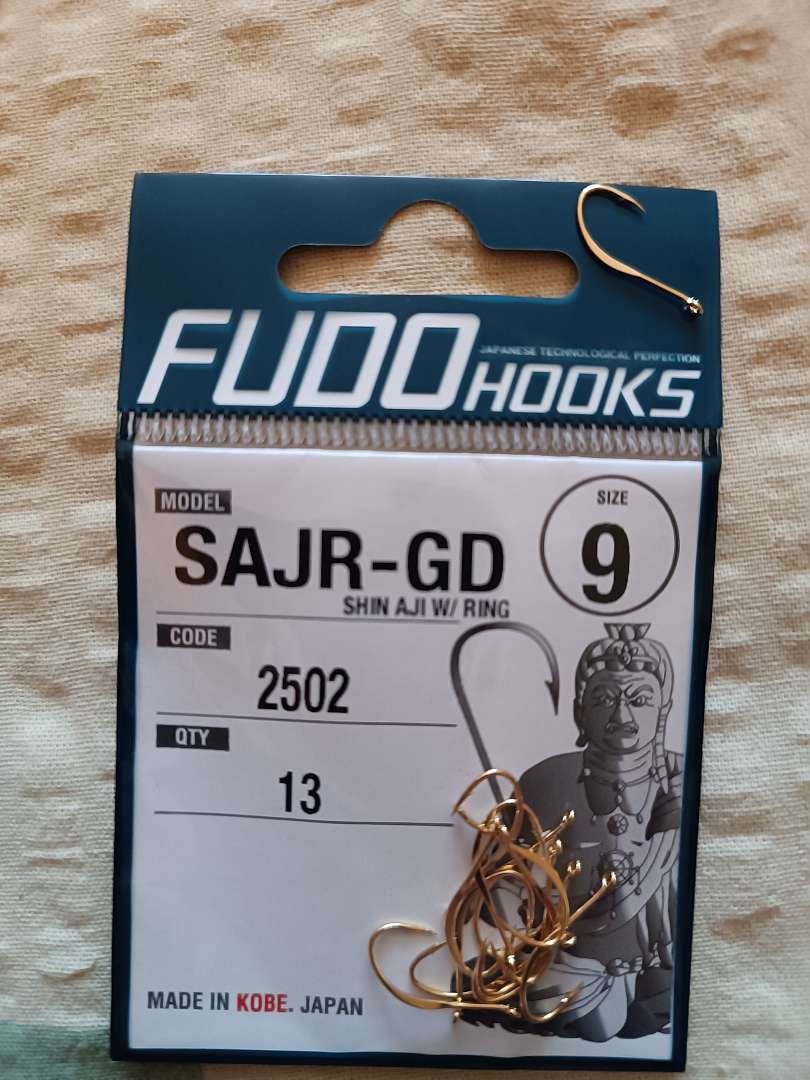 JAPANESE TECHNOLOGICAL PERFECTION
FUDO HOOKS
MODEL
SIZE
SAJR-GD
9
SHIN AJI W/ RING
CODE
2502
QTY
13
MADE IN KOBE. JAPAN